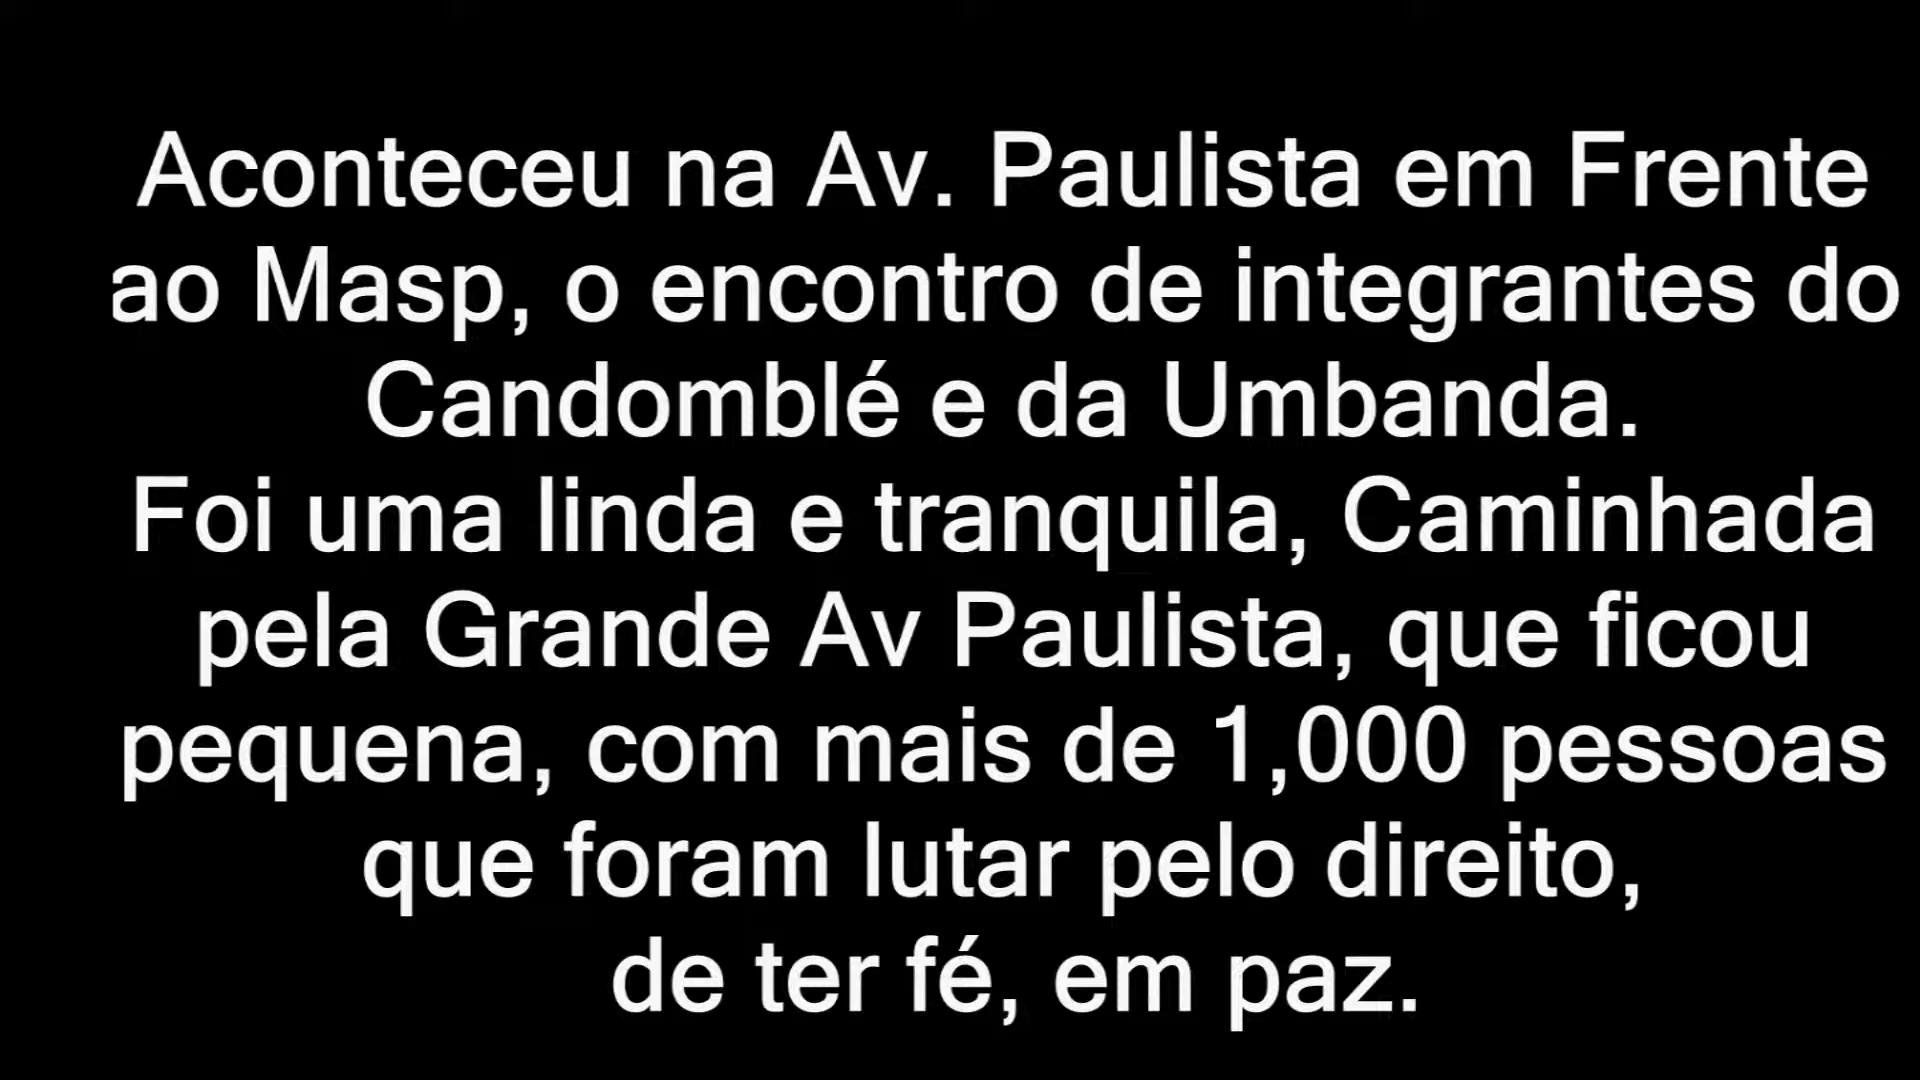 Aconteceu na Av. Paulista em Frente
ao Masp, o encontro de integrantes do
Candomblé e da Umbanda.
Foi uma linda e tranquila, Caminhada
pela Grande Av Paulista, que ficou
pequena, com mais de 1,000 pessoas
que foram lutar pelo direito,
de ter fé, em paz.